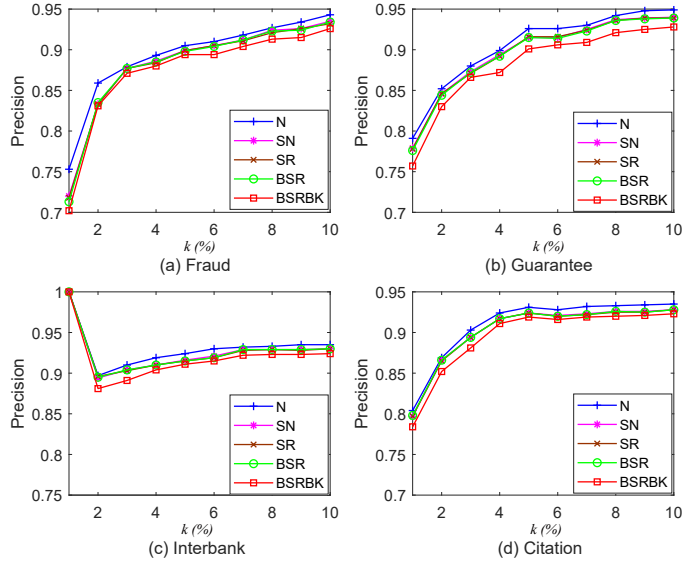 0.95
0.9
0.85
0.8
0.75
0.7
Precision
2 4 6 8 10
k (%)
N
SN
SR
BSR
BSRBK
(a) Fraud
0.95
0.9
0.85
0.8
0.75
0.7
Precision
2 4 6 8 10
k (%)
N
SN
SR
BSR
BSRBK
(b) Guarantee
1
0.95
0.9
0.85
0.8
0.75
Precision
2 4 6 8 10
k (%)
N
SN
SR
BSR
BSRBK
(c) Interbank
0.95
0.9
0.85
0.8
0.75
0.7
Precision
2 4 6 8 10
k (%)
N
SN
SR
BSR
BSRBK
(d) Citation